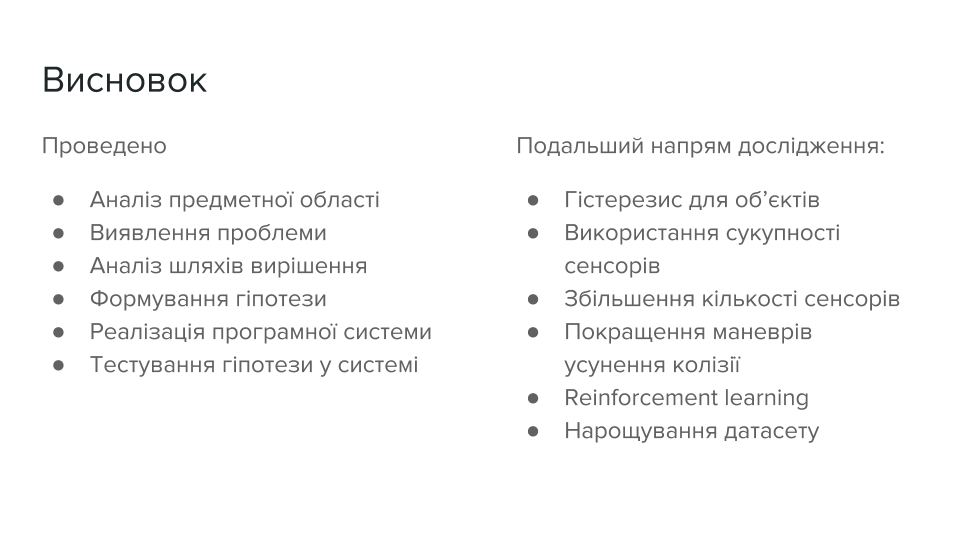 Висновок
Проведено
● Аналіз предметної області
● Виявлення проблеми
● Аналіз шляхів вирішення
● Формування гіпотези
● Реалізація програмної системи
● Тестування гіпотези у системі
Подальший напрям дослідження:
● Гістерезис для об’єктів
● Використання сукупності
сенсорів
● Збільшення кількості сенсорів
● Покращення маневрів
усунення колізії
● Reinforcement learning
● Нарощування датасету